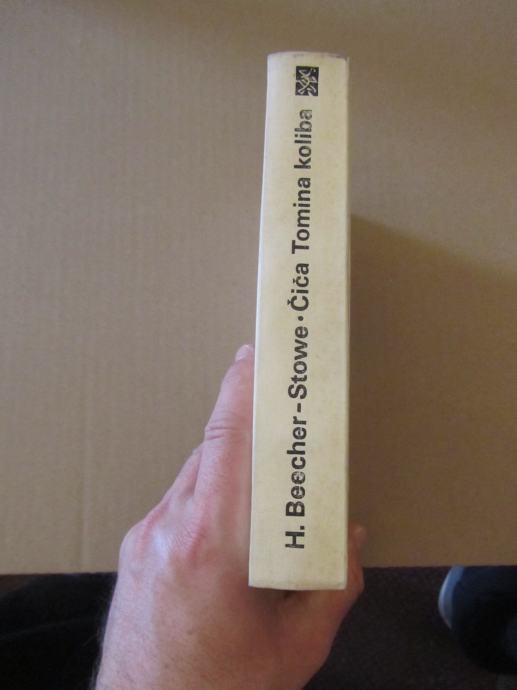 H. Beecher-Stowe • Čiča Tomina koliba